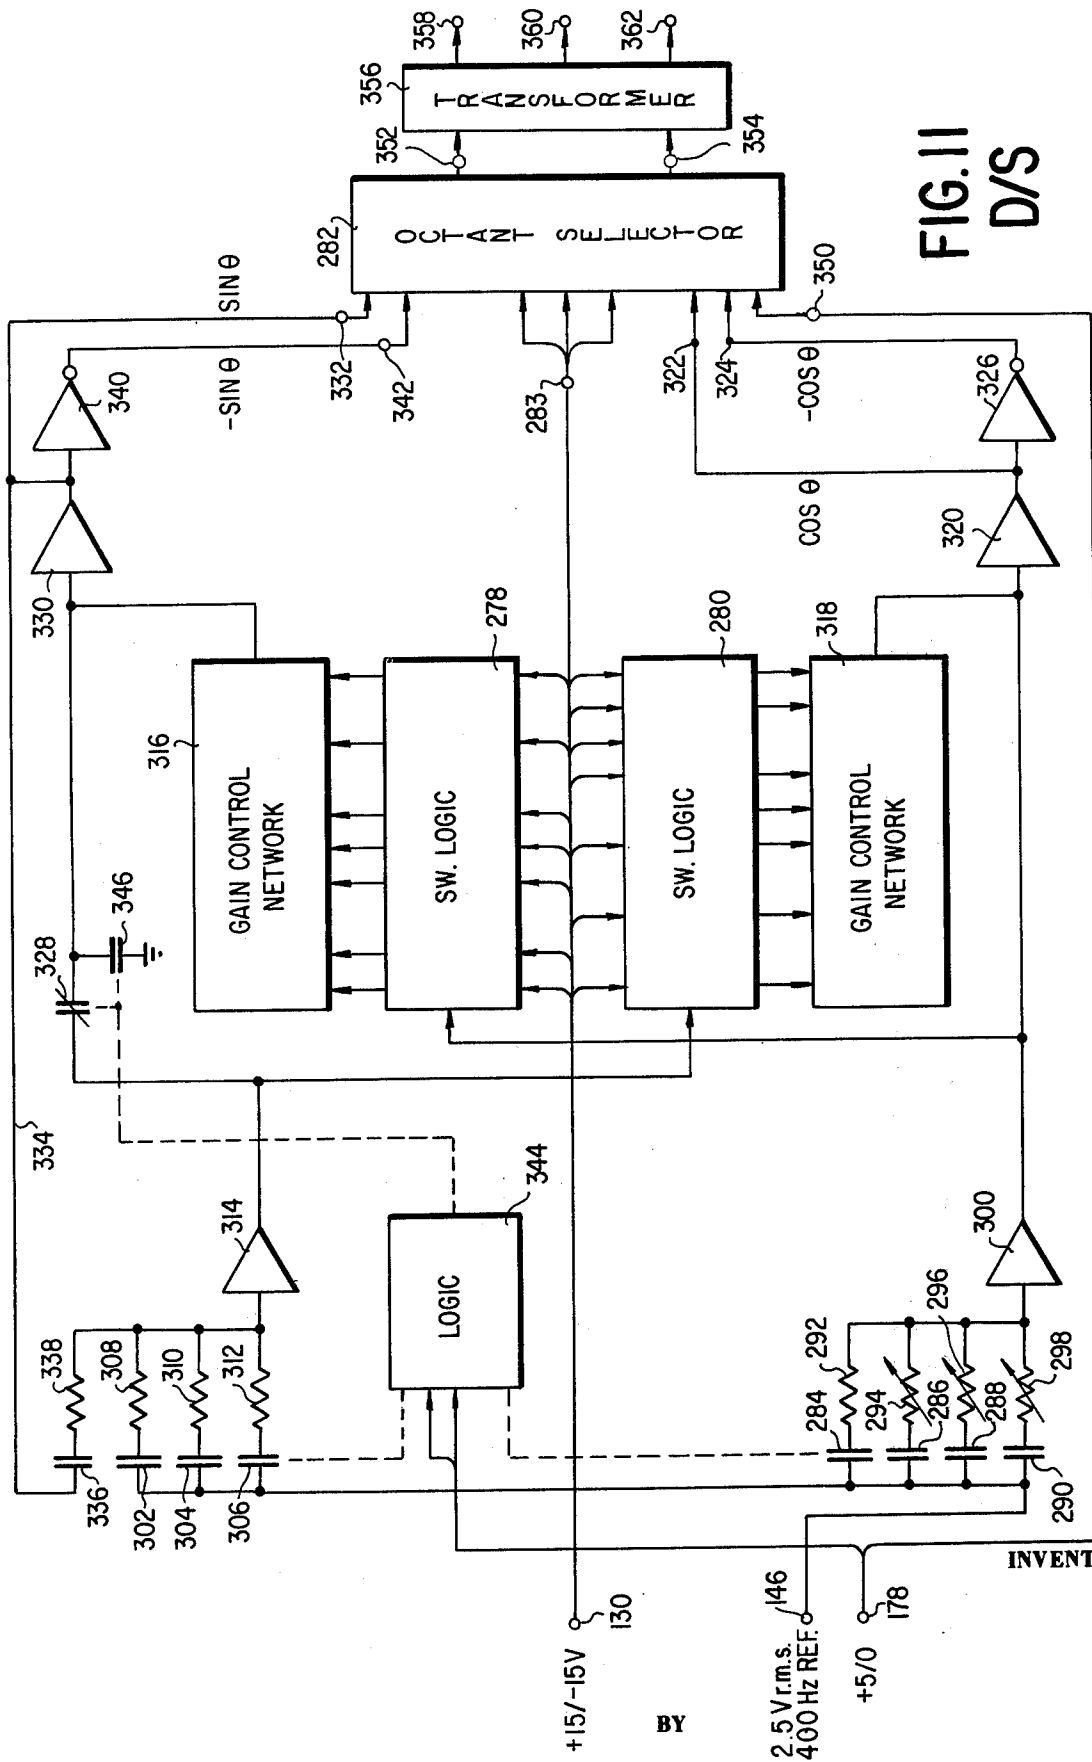 FIG.11
D/S
358
360
362
356
TRANSFORMER
352
354
282
OCTANT SELECTOR
350
SIN θ
-SIN θ
332
342
283
322
324
-COS θ
COS θ
340
326
330
320
278
280
318
316
GAIN CONTROL
NETWORK
SW. LOGIC
SW. LOGIC
GAIN CONTROL
NETWORK
346
328
334
344
314
LOGIC
300
338
308
310
312
336
302
304
306
292
284
294
286
296
288
298
290
+15/-15V
130
2.5 V r.m.s.
400 Hz REF.
146
+5/0
178
INVENT
BY